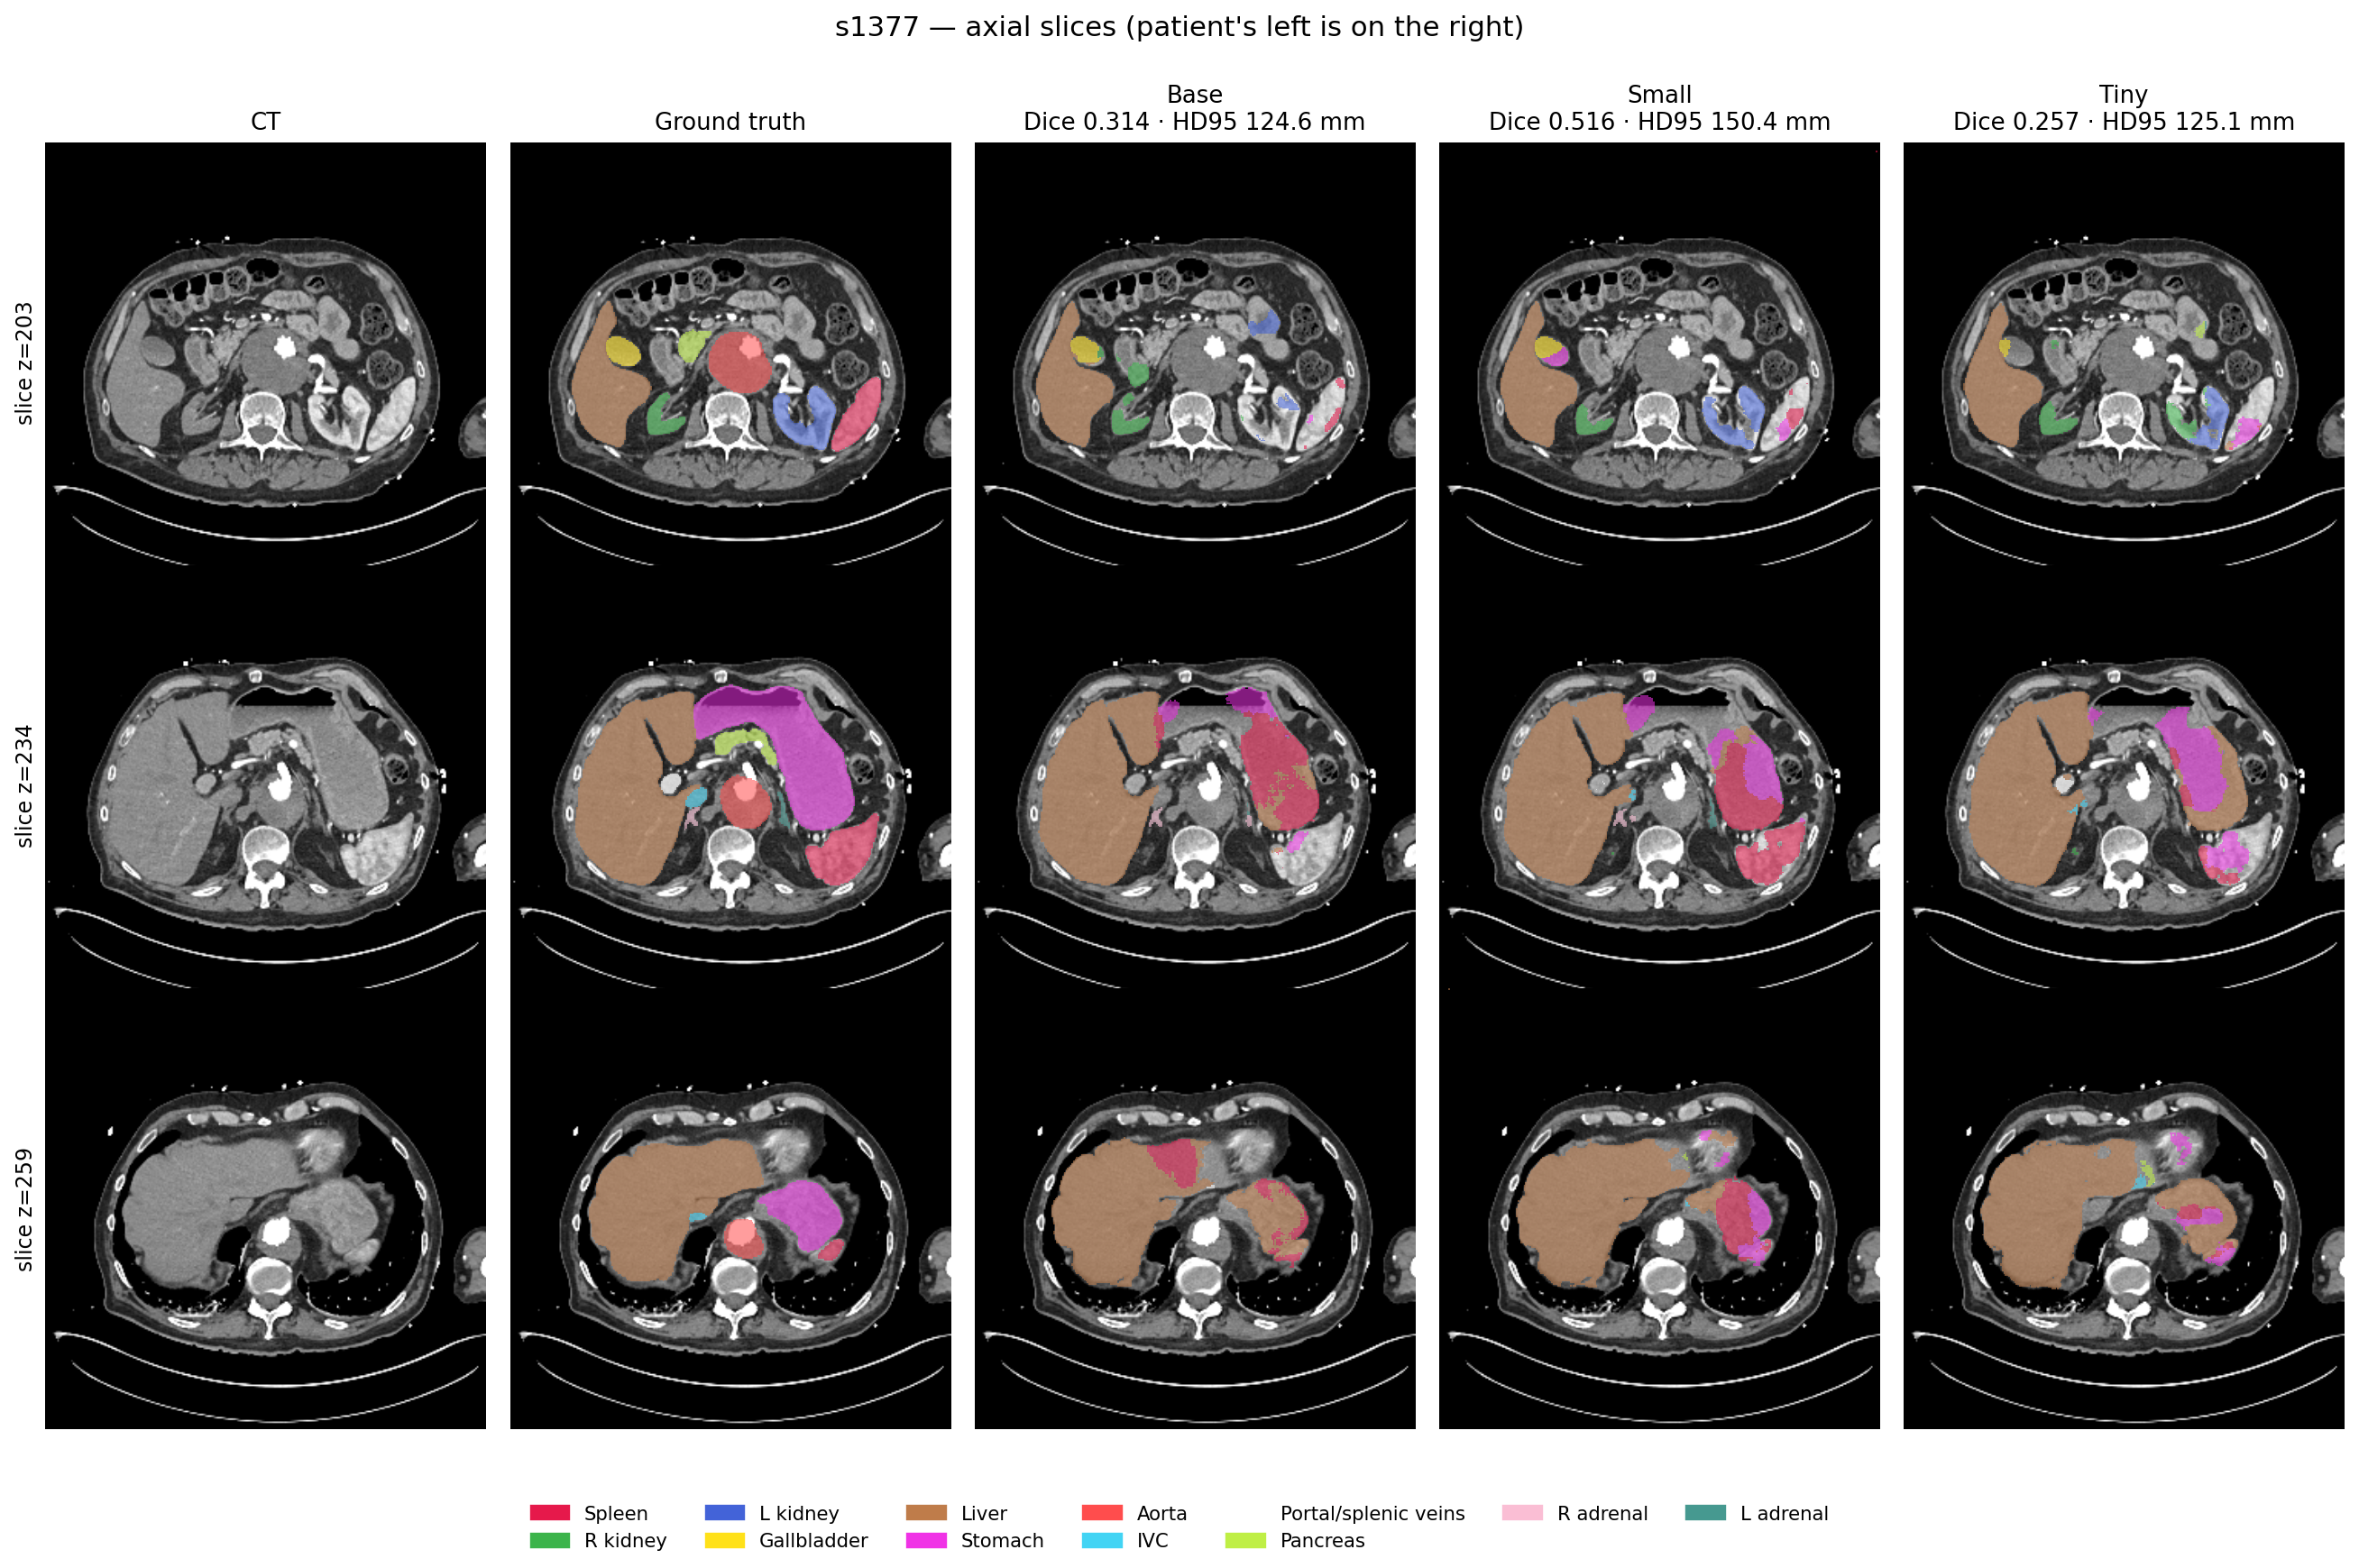 s1377 — axial slices (patient's left is on the right)
CT
Ground truth
Base
Dice 0.314 · HD95 124.6 mm
Small
Dice 0.516 · HD95 150.4 mm
Tiny
Dice 0.257 · HD95 125.1 mm
slice z=203
slice z=234
slice z=259
Spleen
R kidney
L kidney
Gallbladder
Liver
Stomach
Aorta
IVC
Portal/splenic veins
Pancreas
R adrenal
L adrenal